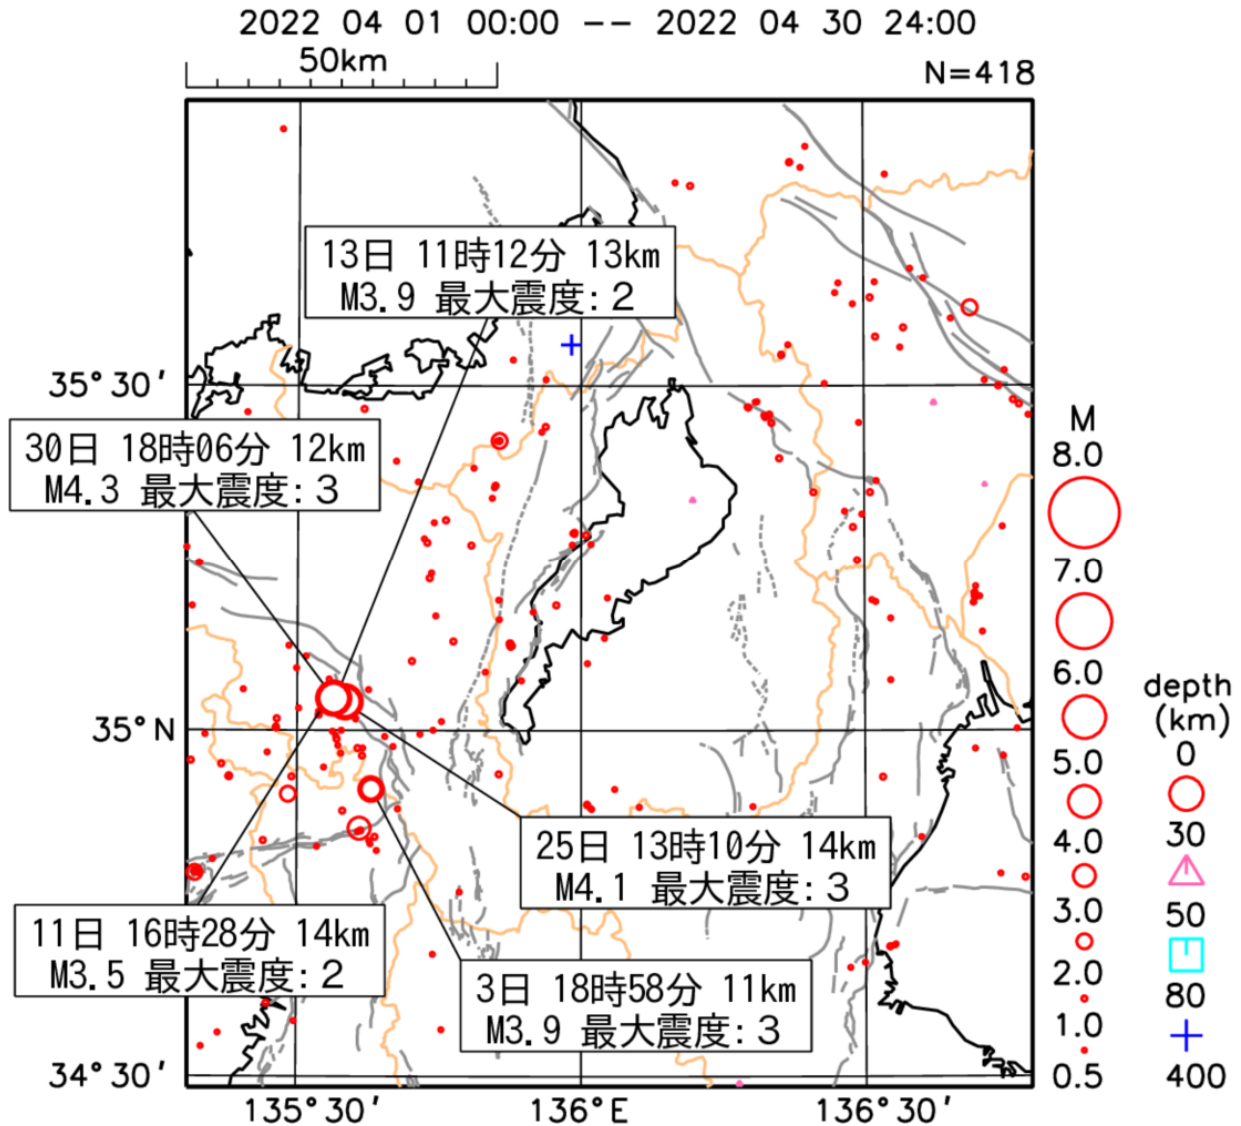 2022 04 01 00:00 -- 2022 04 30 24:00
50km
N=418
13日 11時12分 13km
M3.9 最大震度:2
35°30′
30日 18時06分 12km
M4.3 最大震度:3
35°N
25日 13時10分 14km
M4.1 最大震度:3
11日 16時28分 14km
M3.5 最大震度:2
3日 18時58分 11km
M3.9 最大震度:3
34°30′
135°30′
136°E
136°30′
M
8.0
7.0
6.0
5.0
4.0
3.0
2.0
1.0
0.5
depth
(km)
0
30
50
80
400